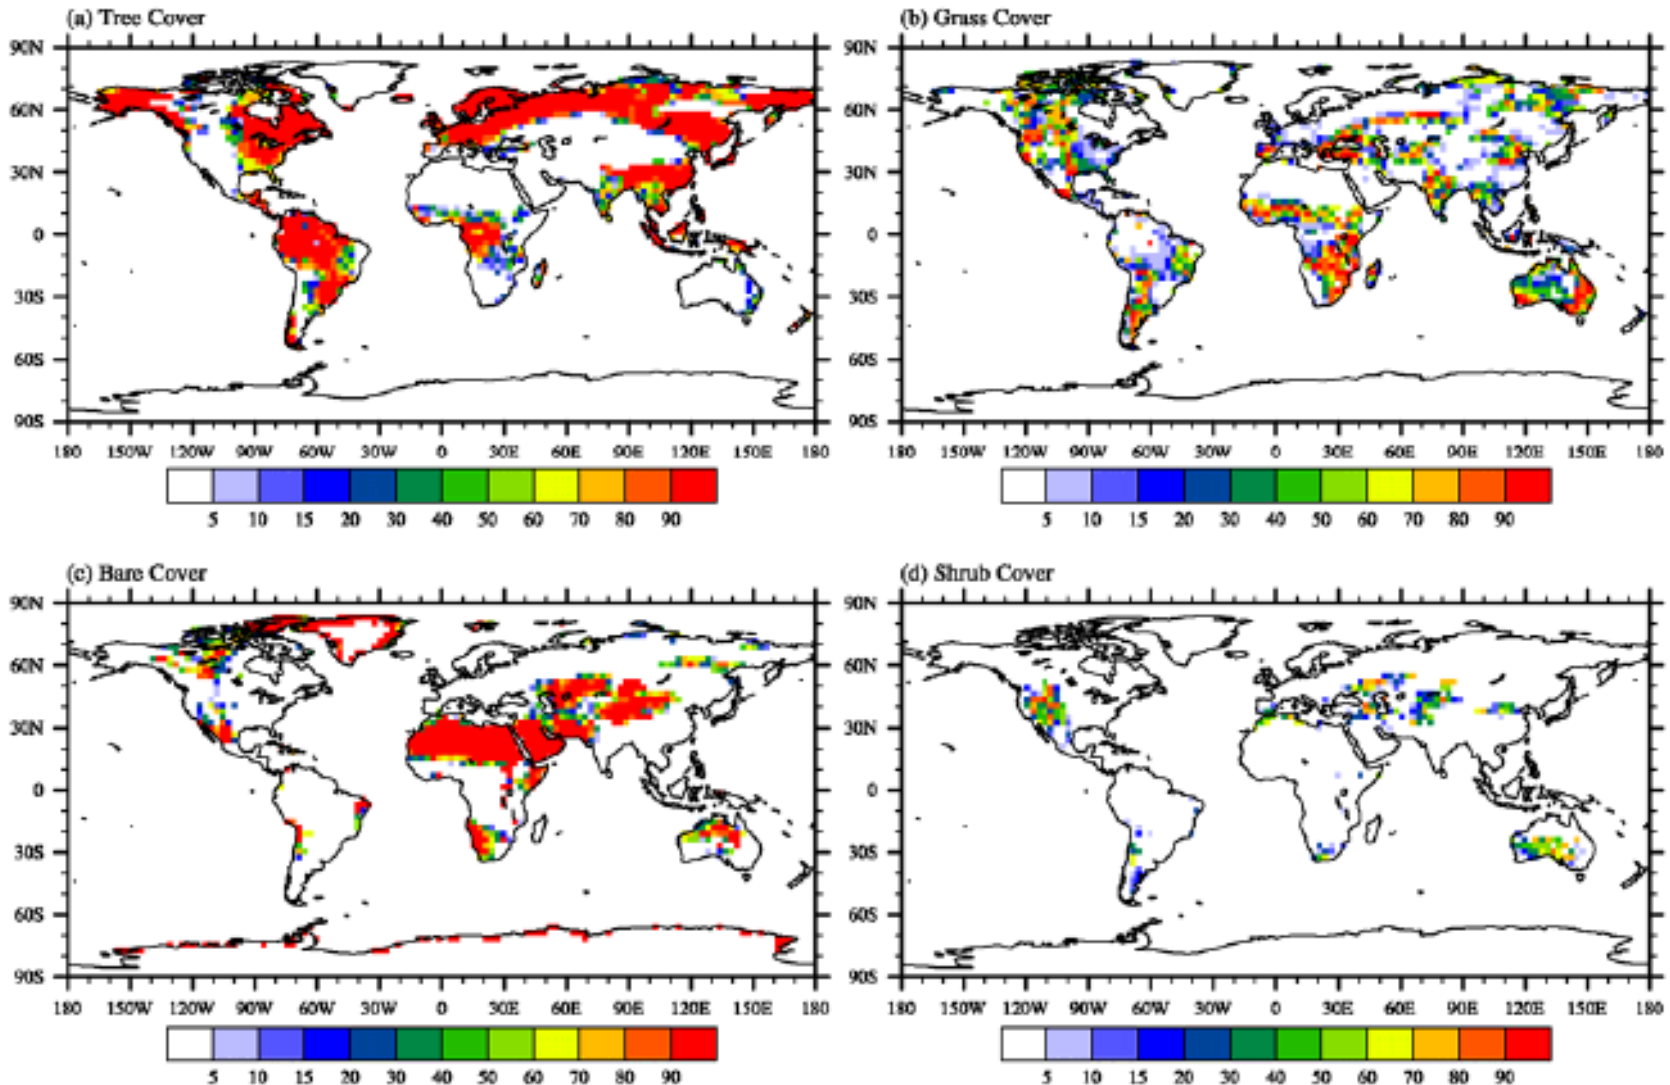 (a) Tree Cover
90N
60N
30N
0
30S
60S
90S
180 150W 120W 90W 60W 30W 0 30E 60E 90E 120E 150E 180
5 10 15 20 30 40 50 60 70 80 90
(b) Grass Cover
90N
60N
30N
0
30S
60S
90S
180 150W 120W 90W 60W 30W 0 30E 60E 90E 120E 150E 180
5 10 15 20 30 40 50 60 70 80 90
(c) Bare Cover
90N
60N
30N
0
30S
60S
90S
180 150W 120W 90W 60W 30W 0 30E 60E 90E 120E 150E 180
5 10 15 20 30 40 50 60 70 80 90
(d) Shrub Cover
90N
60N
30N
0
30S
60S
90S
180 150W 120W 90W 60W 30W 0 30E 60E 90E 120E 150E 180
5 10 15 20 30 40 50 60 70 80 90